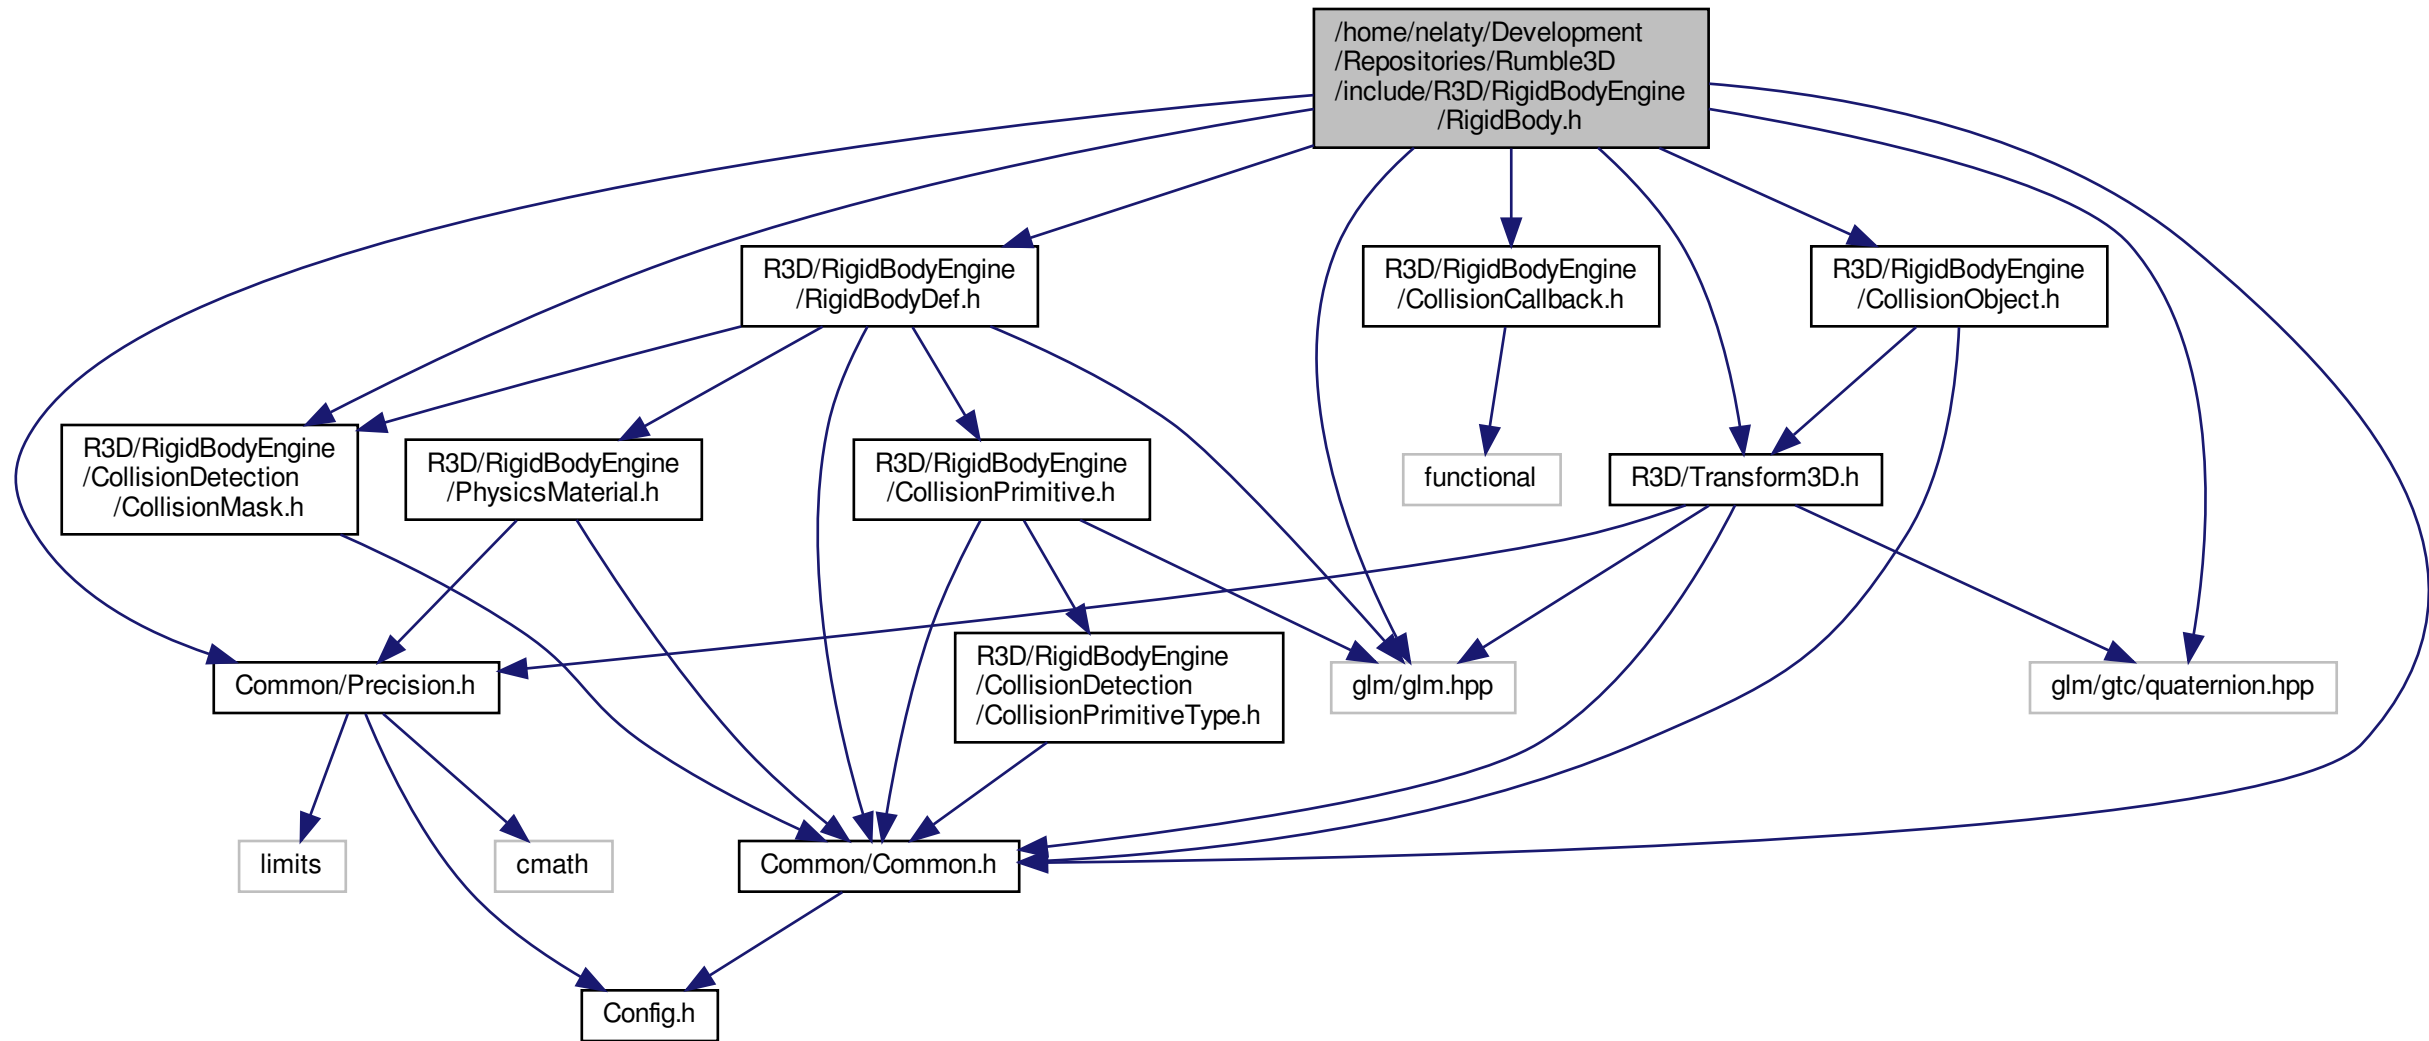 /home/nelaty/Development
/Repositories/Rumble3D
/include/R3D/RigidBodyEngine
/RigidBody.h
R3D/RigidBodyEngine
/RigidBodyDef.h
R3D/RigidBodyEngine
/CollisionCallback.h
R3D/RigidBodyEngine
/CollisionObject.h
R3D/RigidBodyEngine
/CollisionDetection
/CollisionMask.h
R3D/RigidBodyEngine
/PhysicsMaterial.h
R3D/RigidBodyEngine
/CollisionPrimitive.h
functional
R3D/Transform3D.h
Common/Precision.h
R3D/RigidBodyEngine
/CollisionDetection
/CollisionPrimitiveType.h
glm/glm.hpp
glm/gtc/quaternion.hpp
limits
cmath
Common/Common.h
Config.h